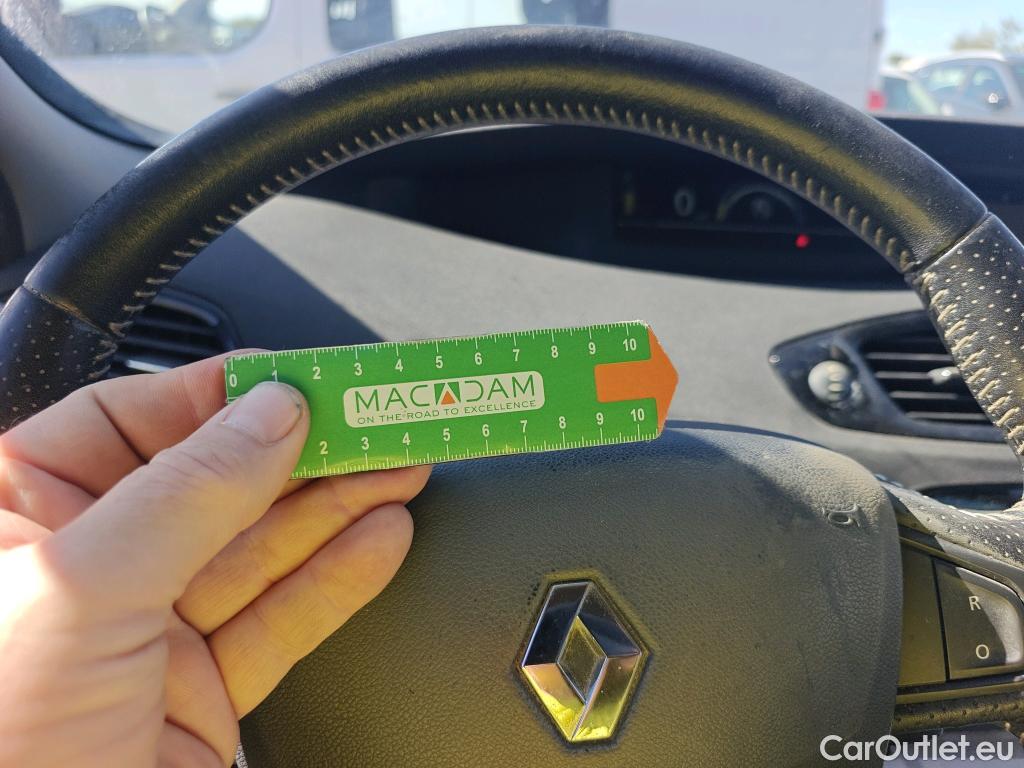 0 1 2 3 4 5 6 7 8 9 10
MACADAM
ON THE ROAD TO EXCELLENCE
2 3 4 5 6 7 8 9 10
R
O
CarOutlet.eu